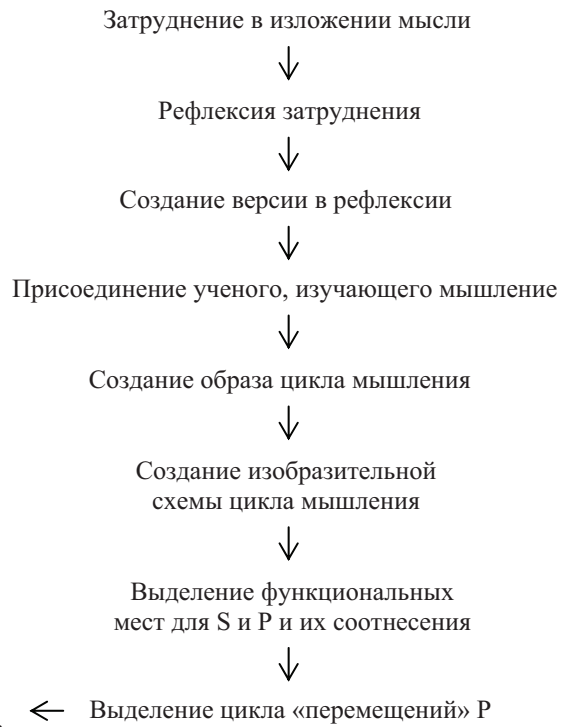 Затруднение в изложении мысли
Рефлексия затруднения
Создание версии в рефлексии
Присоединение ученого, изучающего мышление
Создание образа цикла мышления
Создание изобразительной
схемы цикла мышления
Выделение функциональных
мест для S и P и их соотнесения
Выделение цикла «перемещений» P